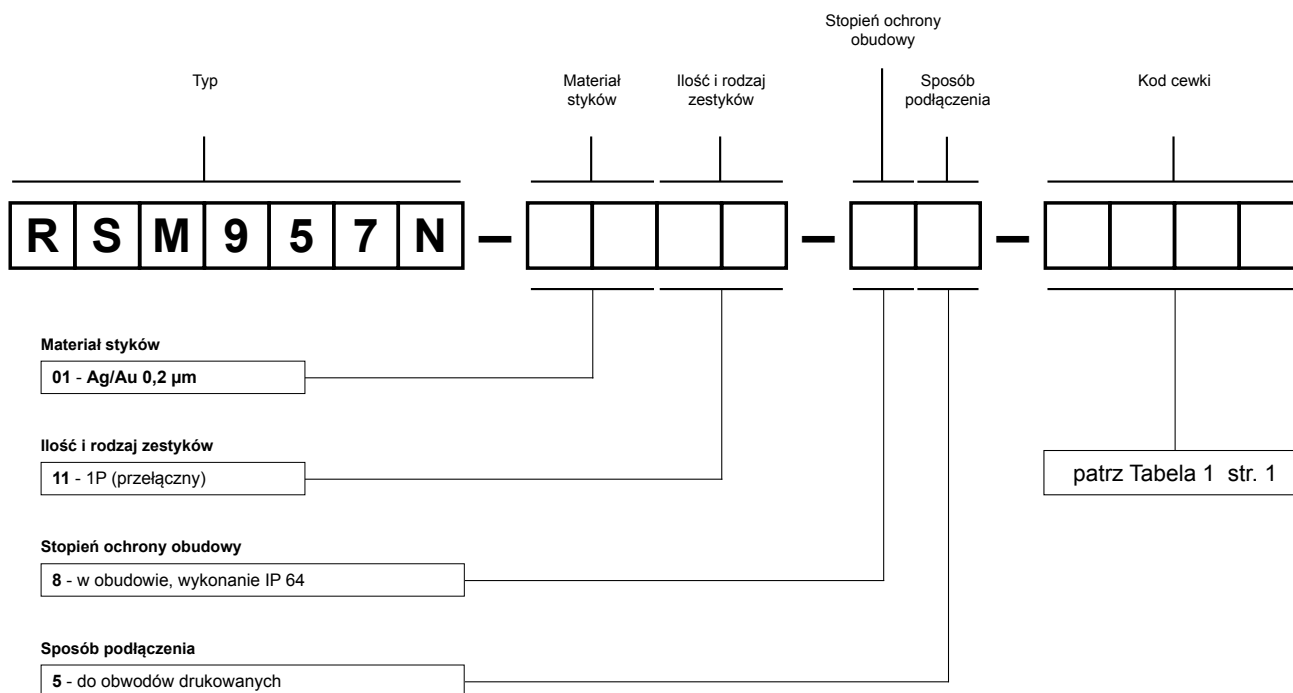 Stopień ochrony
obudowy
Typ
Materiał
styków
Ilość i rodzaj
zestyków
Sposób
podłączenia
Kod cewki
R S M 9 5 7 N – –  –
Materiał styków
01 - Ag/Au 0,2 µm
Ilość i rodzaj zestyków
11 - 1P (przełączny)
patrz Tabela 1 str. 1
Stopień ochrony obudowy
8 - w obudowie, wykonanie IP 64
Sposób podłączenia
5 - do obwodów drukowanych